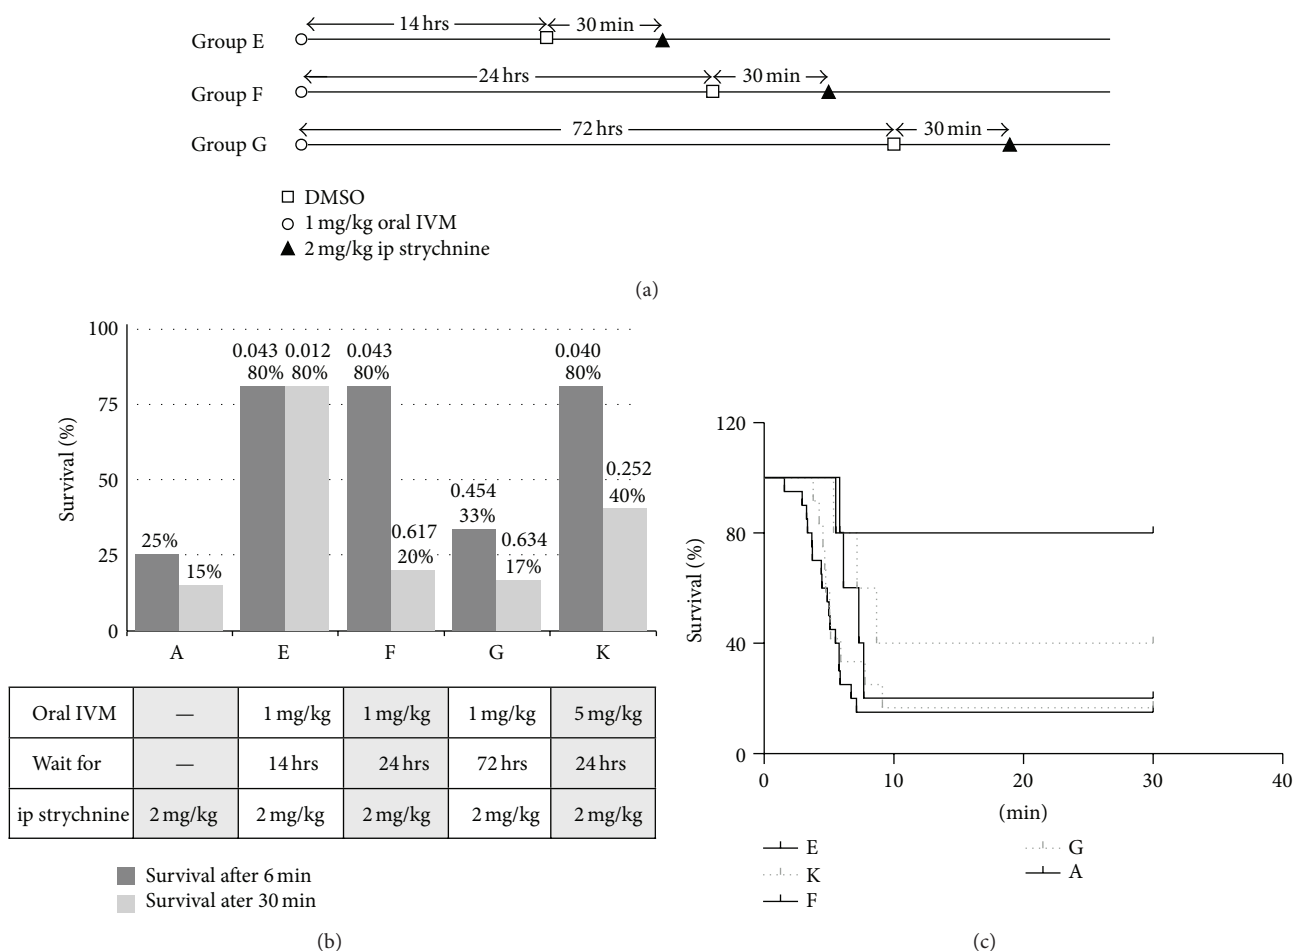 14 hrs 30 min
Group E
24 hrs 30 min
Group F
72 hrs 30 min
Group G
DMSO
1 mg/kg oral IVM
2 mg/kg ip strychnine
(a)
100
75
50
25
0
Survival (%)
25%
15%
0.043
80%
0.012
80%
0.043
80%
0.617
20%
0.454
33%
0.634
17%
0.040
80%
0.252
40%
A E F G K
Oral IVM — 1 mg/kg 1 mg/kg 1 mg/kg 5 mg/kg
Wait for — 14 hrs 24 hrs 72 hrs 24 hrs
ip strychnine 2 mg/kg 2 mg/kg 2 mg/kg 2 mg/kg 2 mg/kg
Survival after 6 min
Survival ater 30 min
(b)
120
80
40
0
Survival (%)
0 10 20 30 40
(min)
E
K
F
G
A
(c)